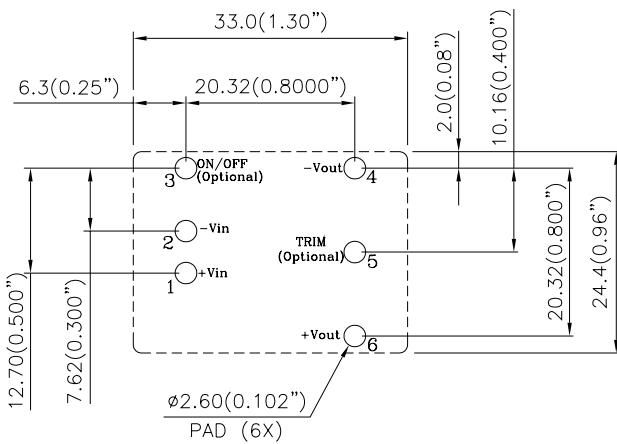 33.0(1.30”)
6.3(0.25”)
20.32(0.8000”)
2.0(0.08”)
10.16(0.400”)
3
ON/OFF
(Optional)
-Vout
4
2
-Vin
TRIM
(Optional)
5
1
+Vin
+Vout
6
12.70(0.500”)
7.62(0.300”)
20.32(0.800”)
24.4(0.96”)
ø2.60(0.102”)
PAD (6X)